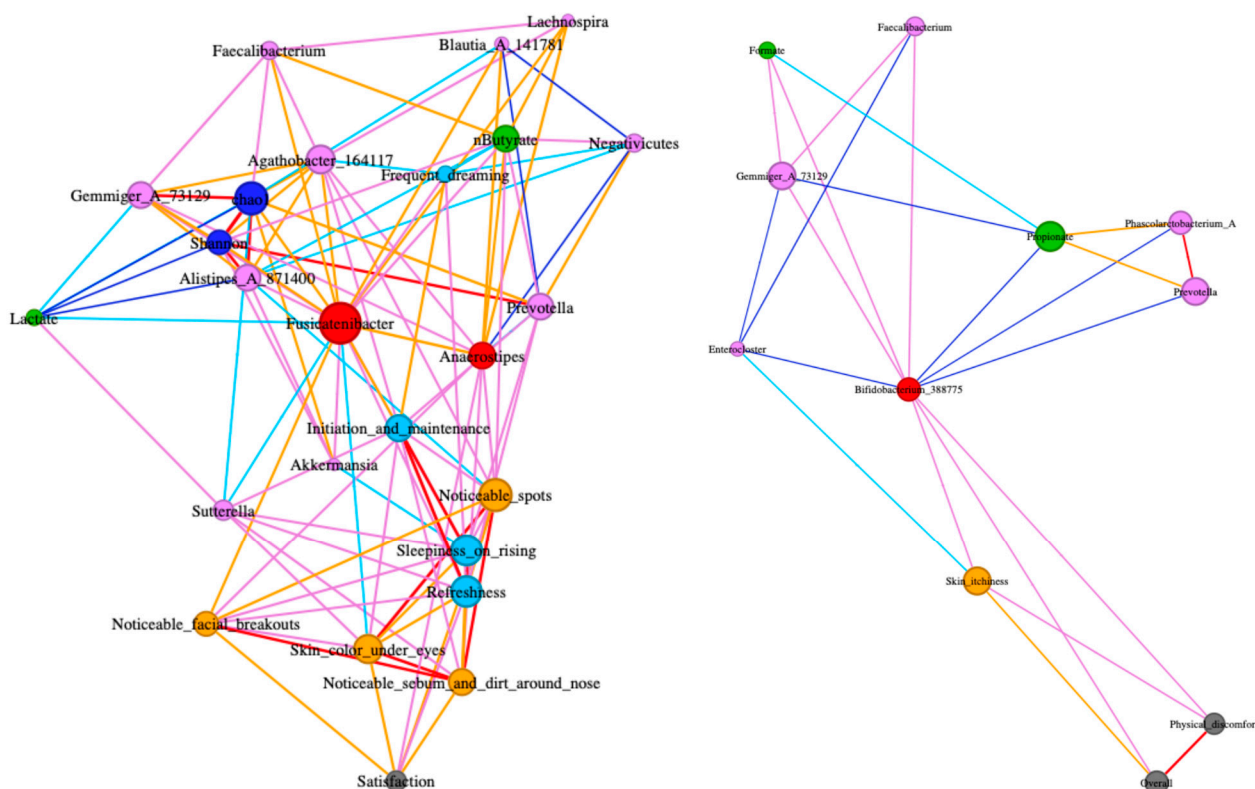 Lachnospira
Faecalibacterium
Blautia_A_141781
nButyrate
Negativicutes
Agathobacter_164117
Frequent_dreaming
Gemmiger_A_73129
chao1
Shannon
Alistipes_A_871400
Lactate
Fusicatenibacter
Prevotella
Anaerostipes
Initiation_and_maintenance
Akkermansia
Noticeable_spots
Sutterella
Sleepiness_on_rising
Refreshness
Noticeable_facial_breakouts
Skin_color_under_eyes
Noticeable_sebum_and_dirt_around_nose
Satisfaction
Faecalibacterium
Formate
Gemmiger_A_73129
Phascolarctobacterium_A
Propionate
Prevotella
Enterocloster
Bifidobacterium_388775
Skin_itchiness
Physical_discomfor
Overall